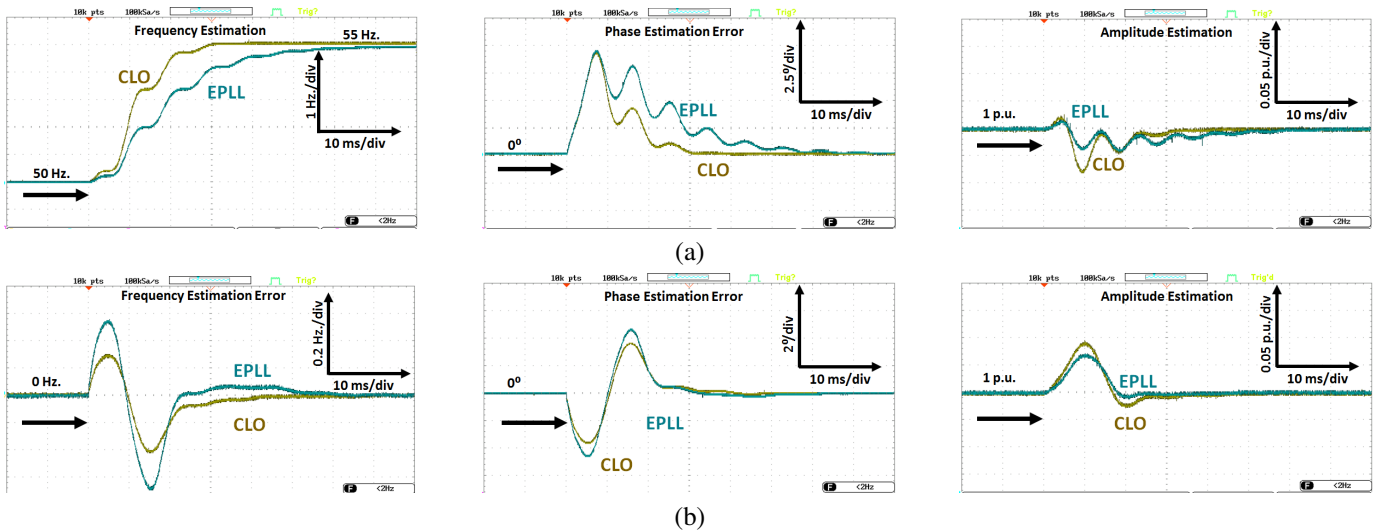 10k pts 100kSa/s Trig?
Frequency Estimation
55 Hz.
CLO
EPLL
1 Hz./div
10 ms/div
50 Hz.
F <2Hz
10k pts 100kSa/s Trig?
Phase Estimation Error
2.5⁰/div
10 ms/div
EPLL
0⁰
CLO
F <2Hz
10k pts 100kSa/s Trig?
Amplitude Estimation
0.05 p.u./div
10 ms/div
1 p.u.
EPLL
CLO
F <2Hz
(a)
10k pts 100kSa/s Trig?
Frequency Estimation Error
0.2 Hz./div
10 ms/div
0 Hz.
EPLL
CLO
F <2Hz
10k pts 100kSa/s Trig?
Phase Estimation Error
2⁰/div
10 ms/div
0⁰
EPLL
CLO
F <2Hz
10k pts 100kSa/s Trig'd
Amplitude Estimation
0.05 p.u./div
10 ms/div
1 p.u.
EPLL
CLO
F <2Hz
(b)